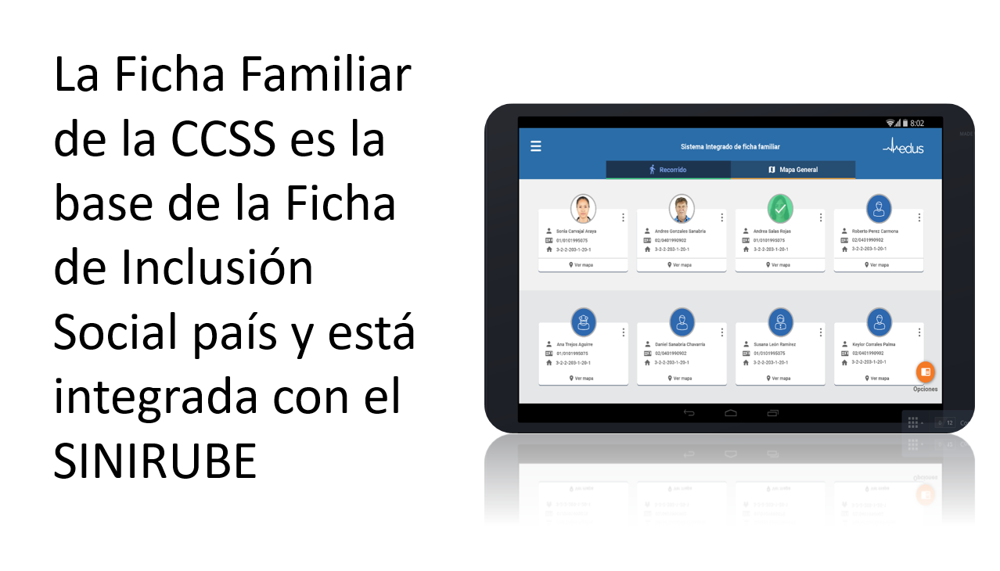 La Ficha Familiar
de la CCSS es la
base de la Ficha
de Inclusión
Social país y está
integrada con el
SINIRUBE
8:02
MADE
Sistema Integrado de ficha familiar
edus
Recorrido
Mapa General
Sonia Carvajal Araya
01/0101995075
3-2-2-203-1-20-1
Ver mapa
Andres Gonzales Sanabria
02/0401990902
3-2-2-203-1-20-1
Ver mapa
Andrea Salas Rojas
01/0101995075
3-2-2-203-1-20-1
Ver mapa
Roberto Perez Carmona
02/0401990902
3-2-2-203-1-20-1
Ver mapa
Ana Trejos Aguirre
01/0101995075
3-2-2-203-1-20-1
Ver mapa
Daniel Sanabria Chavarría
02/0401990902
3-2-2-203-1-20-1
Ver mapa
Susana León Ramírez
01/0101995075
3-2-2-203-1-20-1
Ver mapa
Keylor Corrales Palma
02/0401990902
3-2-2-203-1-20-1
Ver mapa
Opciones
12